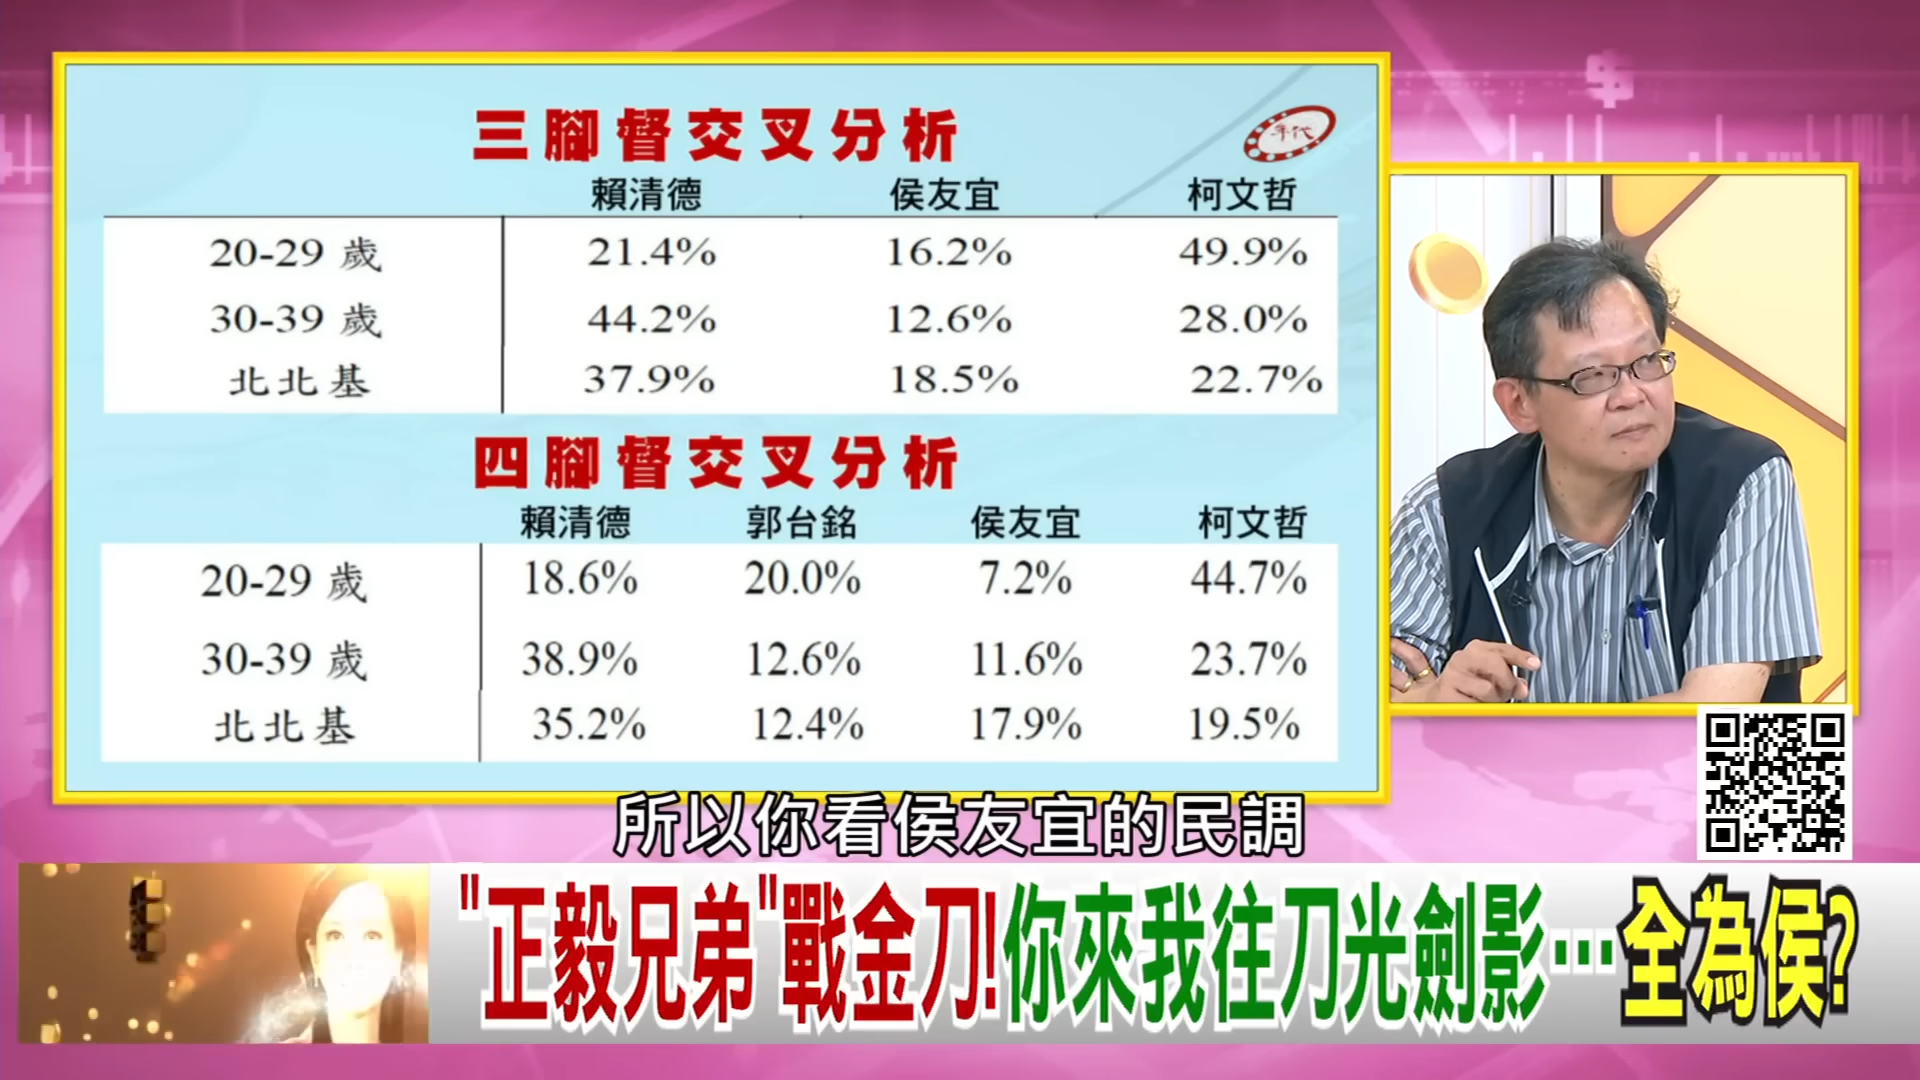 三腳督交叉分析
年代
賴清德 侯友宜 柯文哲
20-29 歲 21.4% 16.2% 49.9%
30-39 歲 44.2% 12.6% 28.0%
北北基 37.9% 18.5% 22.7%
四腳督交叉分析
賴清德 郭台銘 侯友宜 柯文哲
20-29 歲 18.6% 20.0% 7.2% 44.7%
30-39 歲 38.9% 12.6% 11.6% 23.7%
北北基 35.2% 12.4% 17.9% 19.5%
所以你看侯友宜的民調
"正毅兄弟"戰金刀!你來我往刀光劍影…全為侯?